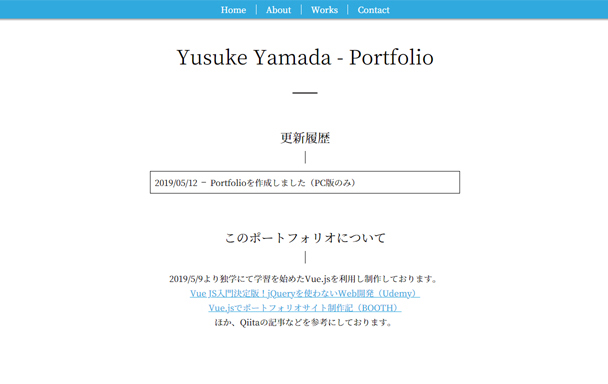 Home | About | Works | Contact
Yusuke Yamada - Portfolio
更新履歴
2019/05/12 − Portfolioを作成しました（PC版のみ）
このポートフォリオについて
2019/5/9より独学にて学習を始めたVue.jsを利用し制作しております。
Vue JS入門決定版！jQueryを使わないWeb開発（Udemy）
Vue.jsでポートフォリオサイト制作記（BOOTH）
ほか、Qiitaの記事などを参考にしております。